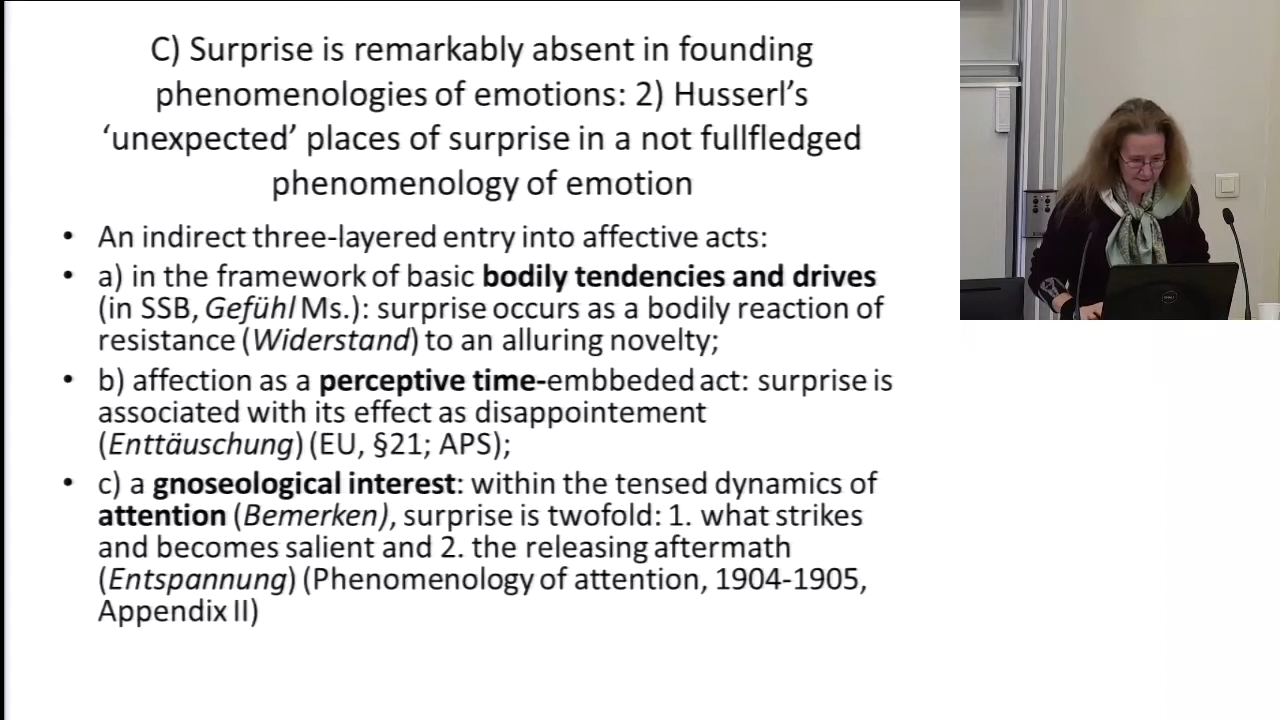 C) Surprise is remarkably absent in founding
phenomenologies of emotions: 2) Husserl's
‘unexpected’ places of surprise in a not fullfledged
phenomenology of emotion
• An indirect three-layered entry into affective acts:
• a) in the framework of basic bodily tendencies and drives
(in SSB, Gefühl Ms.): surprise occurs as a bodily reaction of
resistance (Widerstand) to an alluring novelty;
• b) affection as a perceptive time-embbeded act: surprise is
associated with its effect as disappointement
(Enttäuschung) (EU, §21; APS);
• c) a gnoseological interest: within the tensed dynamics of
attention (Bemerken), surprise is twofold: 1. what strikes
and becomes salient and 2. the releasing aftermath
(Entspannung) (Phenomenology of attention, 1904-1905,
Appendix II)
DELL